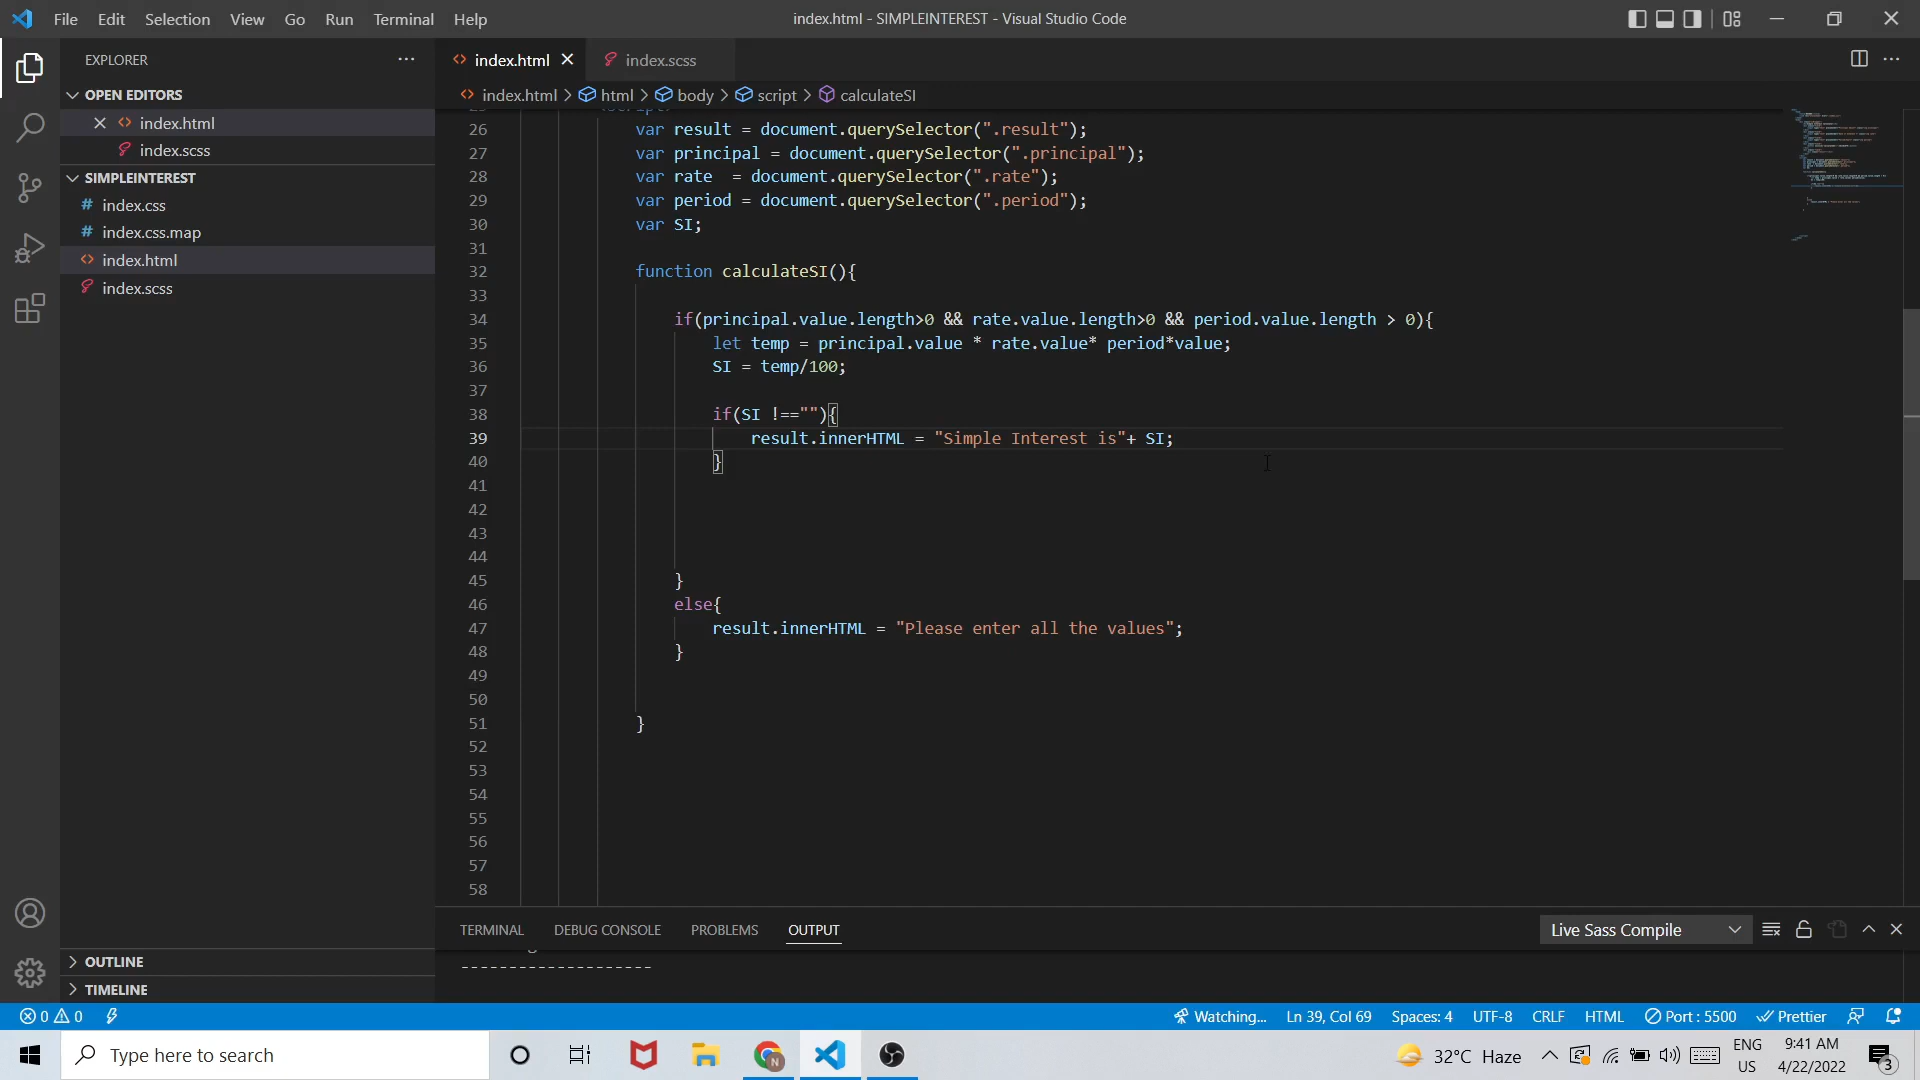 File Edit Selection View Go Run Terminal Help
index.html - SIMPLEINTEREST - Visual Studio Code
EXPLORER
OPEN EDITORS
index.html
index.scss
SIMPLEINTEREST
# index.css
# index.css.map
index.html
index.scss
OUTLINE
TIMELINE
index.html index.scss
index.html > html > body > script > calculateSI
26 var result = document.querySelector(".result");
27 var principal = document.querySelector(".principal");
28 var rate  = document.querySelector(".rate");
29 var period = document.querySelector(".period");
30 var SI;
31
32 function calculateSI(){
33
34 if(principal.value.length>0 && rate.value.length>0 && period.value.length > 0){
35 let temp = principal.value * rate.value* period*value;
36 SI = temp/100;
37
38 if(SI !==""){
39 result.innerHTML = "Simple Interest is"+ SI;
40 }
41
42
43
44
45 }
46 else{
47 result.innerHTML = "Please enter all the values";
48 }
49
50
51 }
52
53
54
55
56
57
58
TERMINAL DEBUG CONSOLE PROBLEMS OUTPUT
Live Sass Compile
--------------------
0 0
Watching... Ln 39, Col 69 Spaces: 4 UTF-8 CRLF HTML Port : 5500 Prettier
Type here to search
N
32°C Haze
ENG
US
9:41 AM
4/22/2022
3